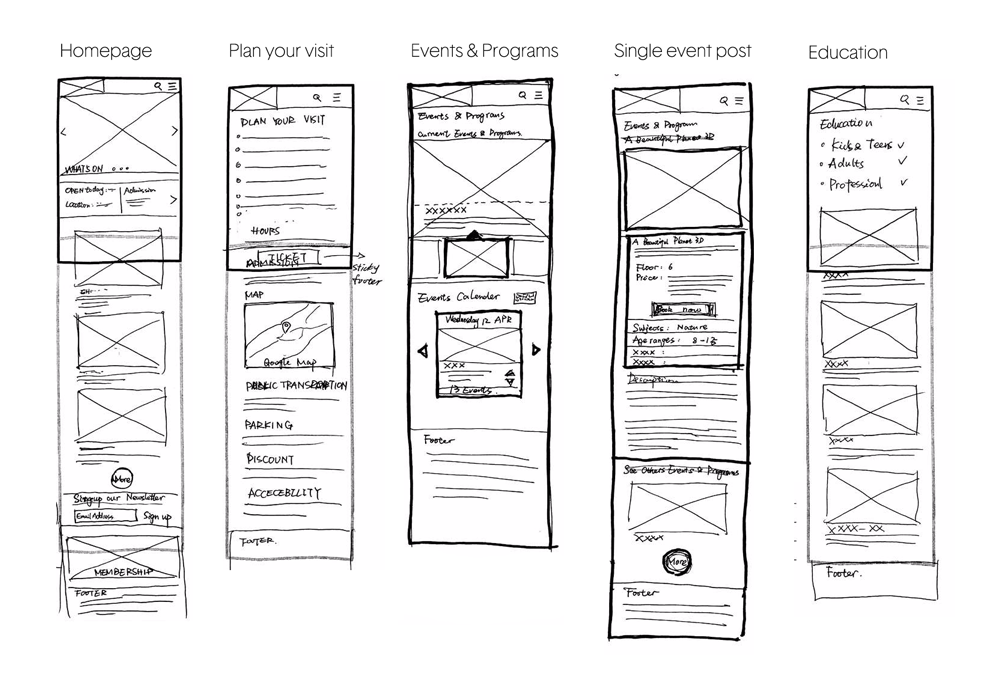 Homepage
WHATS ON
OPEN today:
Admission
Location:
More
Signup our Newsletter
Email Address
Sign up
MEMBERSHIP
FOOTER
Plan your visit
PLAN YOUR VISIT
HOURS
TICKET
ADMISSION
sticky
footer
MAP
Google Map
PUBLIC
PARKING
DISCOUNT
ACCECEBILITY
FOOTER.
Events & Programs
Events & Programs
Current Events & Programs
XXXXXX
Events Calender
Wednesday 12 APR
XXX
13 Events
Footer
Single event post
Events & Program
A Beautiful Planet 3D
A Beautiful Planet 3D
Floor: 6
Price:
Book now
Subjects: Nature
Age ranges: 8-13
XXXX :
XXXX :
Description
See Others Events & Programs
XXXX
More
Footer
Education
Education
Kids & Teens
Adults
Professional
XXXX
XXXX
XXXX
XXXX-XX
Footer.